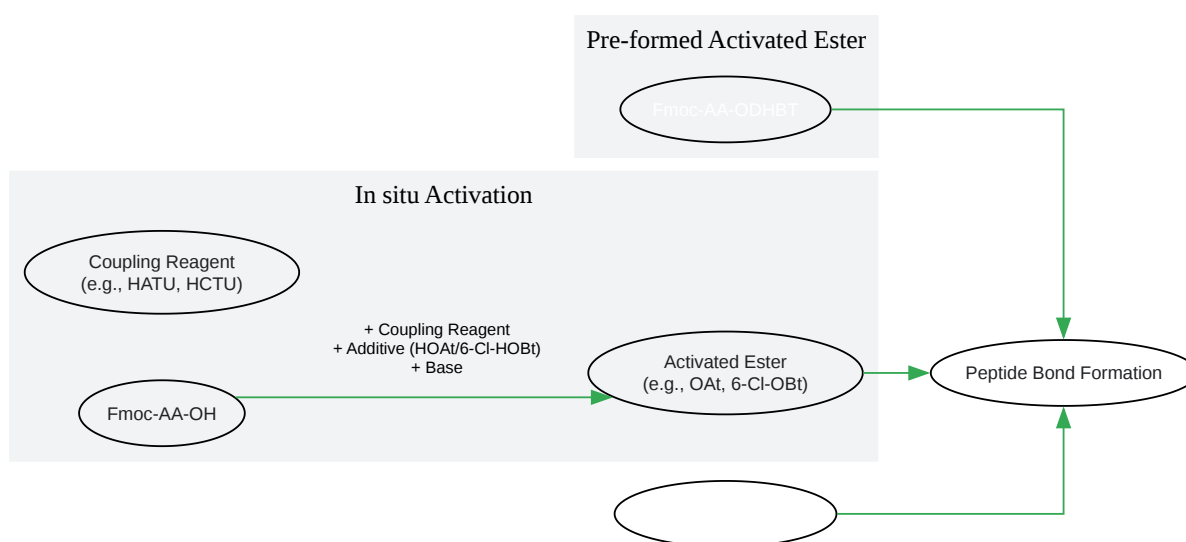 Pre-formed Activated Ester
Fmoc-AA-ODHBT
In situ Activation
Coupling Reagent
(e.g., HATU, HCTU)
+ Coupling Reagent
+ Additive (HOAt/6-Cl-HOBt)
+ Base
Activated Ester
(e.g., OAt, 6-Cl-OBt)
Peptide Bond Formation
Fmoc-AA-OH